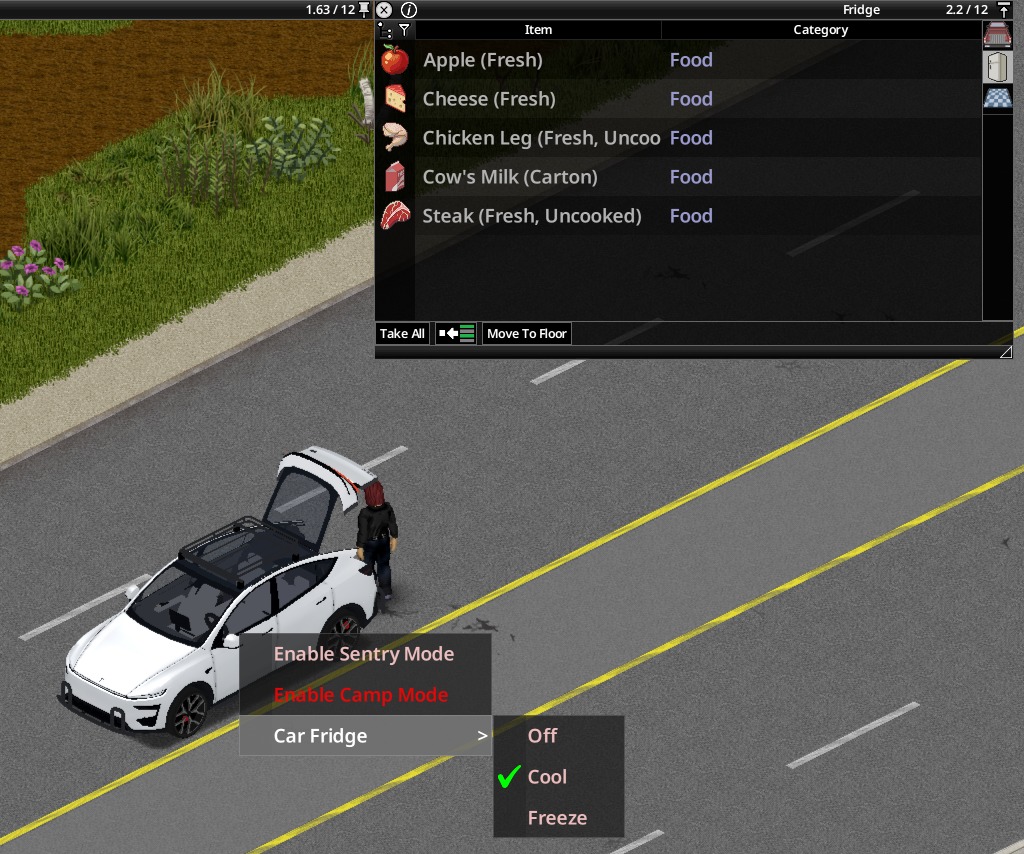 1.63 / 12
Fridge
2.2 / 12
Item
Category
Apple (Fresh)
Food
Cheese (Fresh)
Food
Chicken Leg (Fresh, Uncoo
Food
Cow's Milk (Carton)
Food
Steak (Fresh, Uncooked)
Food
Take All
Move To Floor
Enable Sentry Mode
Enable Camp Mode
Car Fridge >
Off
Cool
Freeze